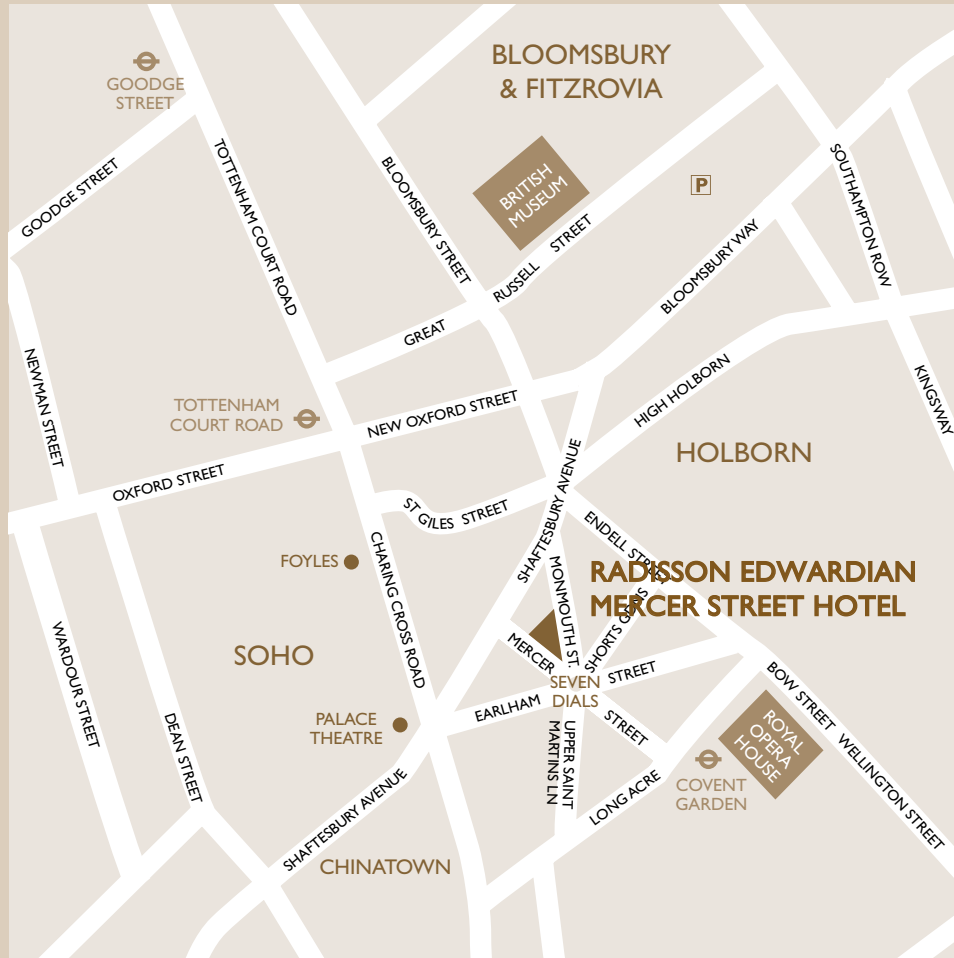 BLOOMSBURY
& FITZROVIA
GOODGE
STREET
GOODGE STREET
TOTTENHAM COURT ROAD
BLOOMSBURY STREET
BRITISH
MUSEUM
P
SOUTHAMPTON ROW
GREAT RUSSELL STREET
BLOOMSBURY WAY
NEWMAN STREET
KINGSWAY
TOTTENHAM
COURT ROAD
NEW OXFORD STREET
HIGH HOLBORN
HOLBORN
OXFORD STREET
ST GILES STREET
SHAFTESBURY AVENUE
ENDELL STREET
FOYLES
CHARING CROSS ROAD
MONMOUTH ST.
SHORTS GDNS
RADISSON EDWARDIAN
MERCER STREET HOTEL
WARDOUR STREET
SOHO
MERCER STREET
SEVEN
DIALS
EARLHAM STREET
BOW STREET
WELLINGTON STREET
DEAN STREET
PALACE
THEATRE
UPPER SAINT
MARTINS LN
ROYAL
OPERA
HOUSE
COVENT
GARDEN
LONG ACRE
SHAFTESBURY AVENUE
CHINATOWN